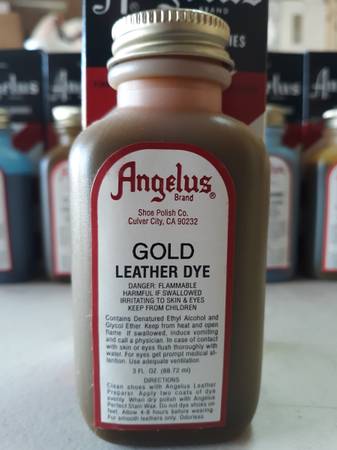 BRAND
Angelus
Brand ®
Shoe Polish Co.
Culver City, CA 90232
GOLD
LEATHER DYE
DANGER: FLAMMABLE
HARMFUL IF SWALLOWED
IRRITATING TO SKIN & EYES
KEEP FROM CHILDREN
Contains Denatured Ethyl Alcohol and
Glycol Ether. Keep from heat and open
flame. If swallowed, induce vomiting
and call a physician. In case of contact
with skin or eyes flush thoroughly with
water. For eyes get prompt medical at-
tention. Use adequate ventilation.
3 FL. OZ. (88.72 ml)
DIRECTIONS
Clean shoes with Angelus Leather
Preparer. Apply two coats of dye
evenly. When dry polish with Angelus
Perfect Stain Wax. Do not dye shoes on
feet. Allow 4-8 hours before wearing.
For smooth leathers only. Odorless.
Angelus
Angelus